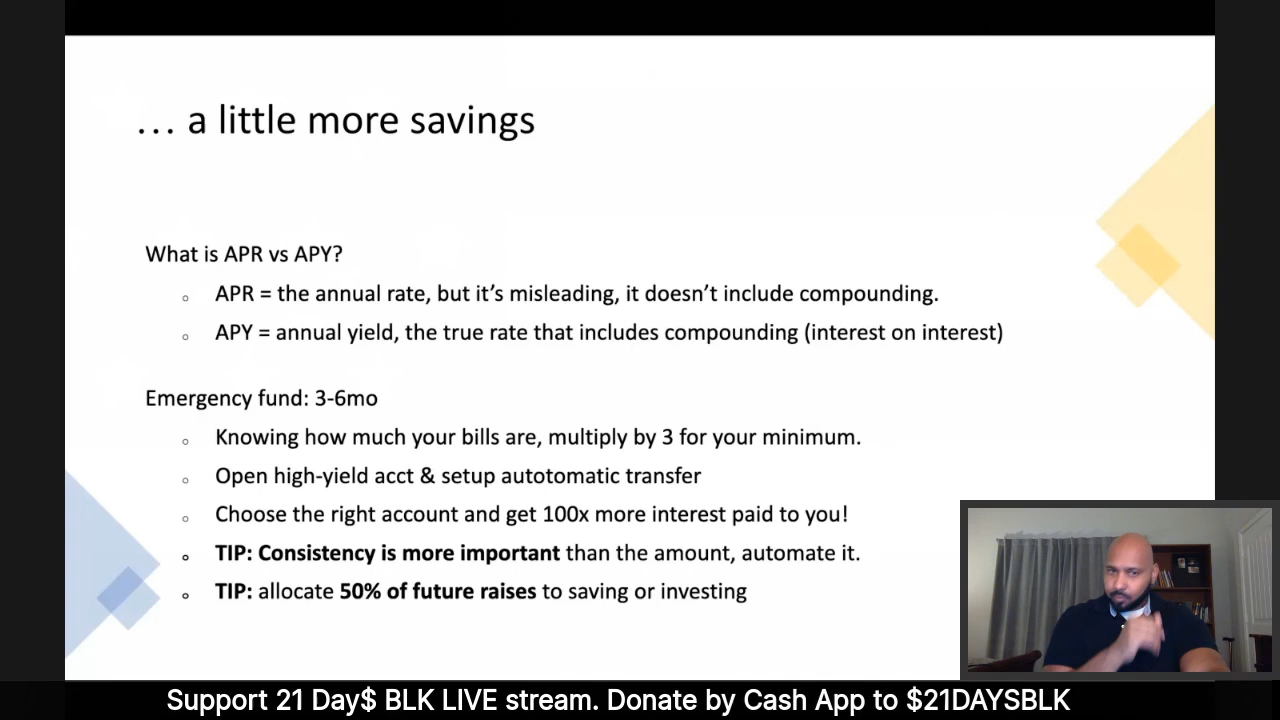 ... a little more savings
What is APR vs APY?
APR = the annual rate, but it’s misleading, it doesn’t include compounding.
APY = annual yield, the true rate that includes compounding (interest on interest)
Emergency fund: 3-6mo
Knowing how much your bills are, multiply by 3 for your minimum.
Open high-yield acct & setup autotomatic transfer
Choose the right account and get 100x more interest paid to you!
TIP: Consistency is more important than the amount, automate it.
TIP: allocate 50% of future raises to saving or investing
Support 21 Day$ BLK LIVE stream. Donate by Cash App to $21DAYSBLK